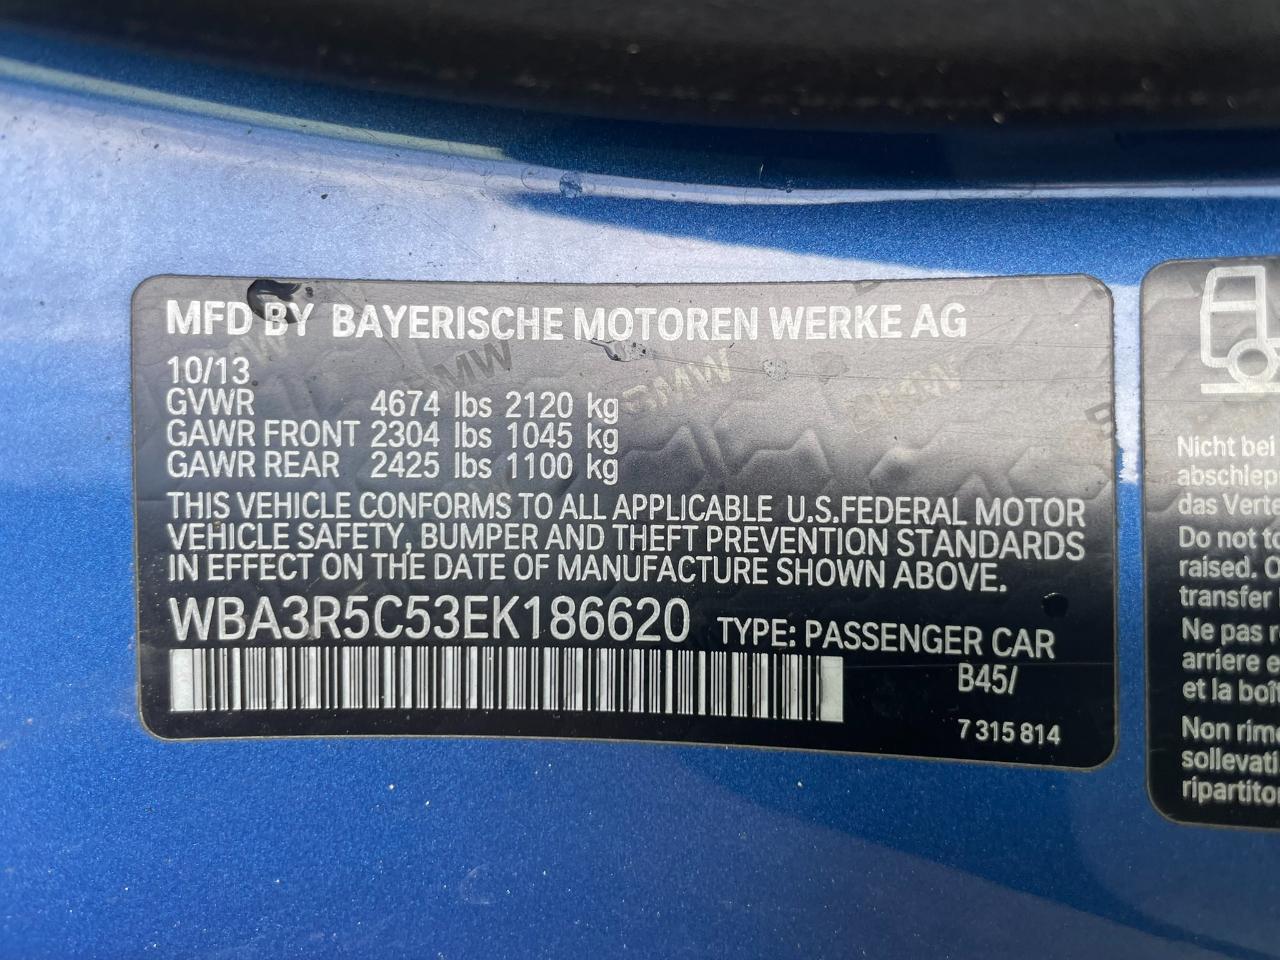 MFD BY BAYERISCHE MOTOREN WERKE AG
10/13
GVWR 4674 lbs 2120 kg
GAWR FRONT 2304 lbs 1045 kg
GAWR REAR 2425 lbs 1100 kg
THIS VEHICLE CONFORMS TO ALL APPLICABLE U.S.FEDERAL MOTOR
VEHICLE SAFETY, BUMPER AND THEFT PREVENTION STANDARDS
IN EFFECT ON THE DATE OF MANUFACTURE SHOWN ABOVE.
WBA3R5C53EK186620 TYPE: PASSENGER CAR
B45/
7 315 814
BMW
BMW
BMW
Nicht bei
abschlep
das Verte
Do not to
raised. O
transfer
Ne pas r
arriere e
et la boî
Non rime
sollevati
ripartitor